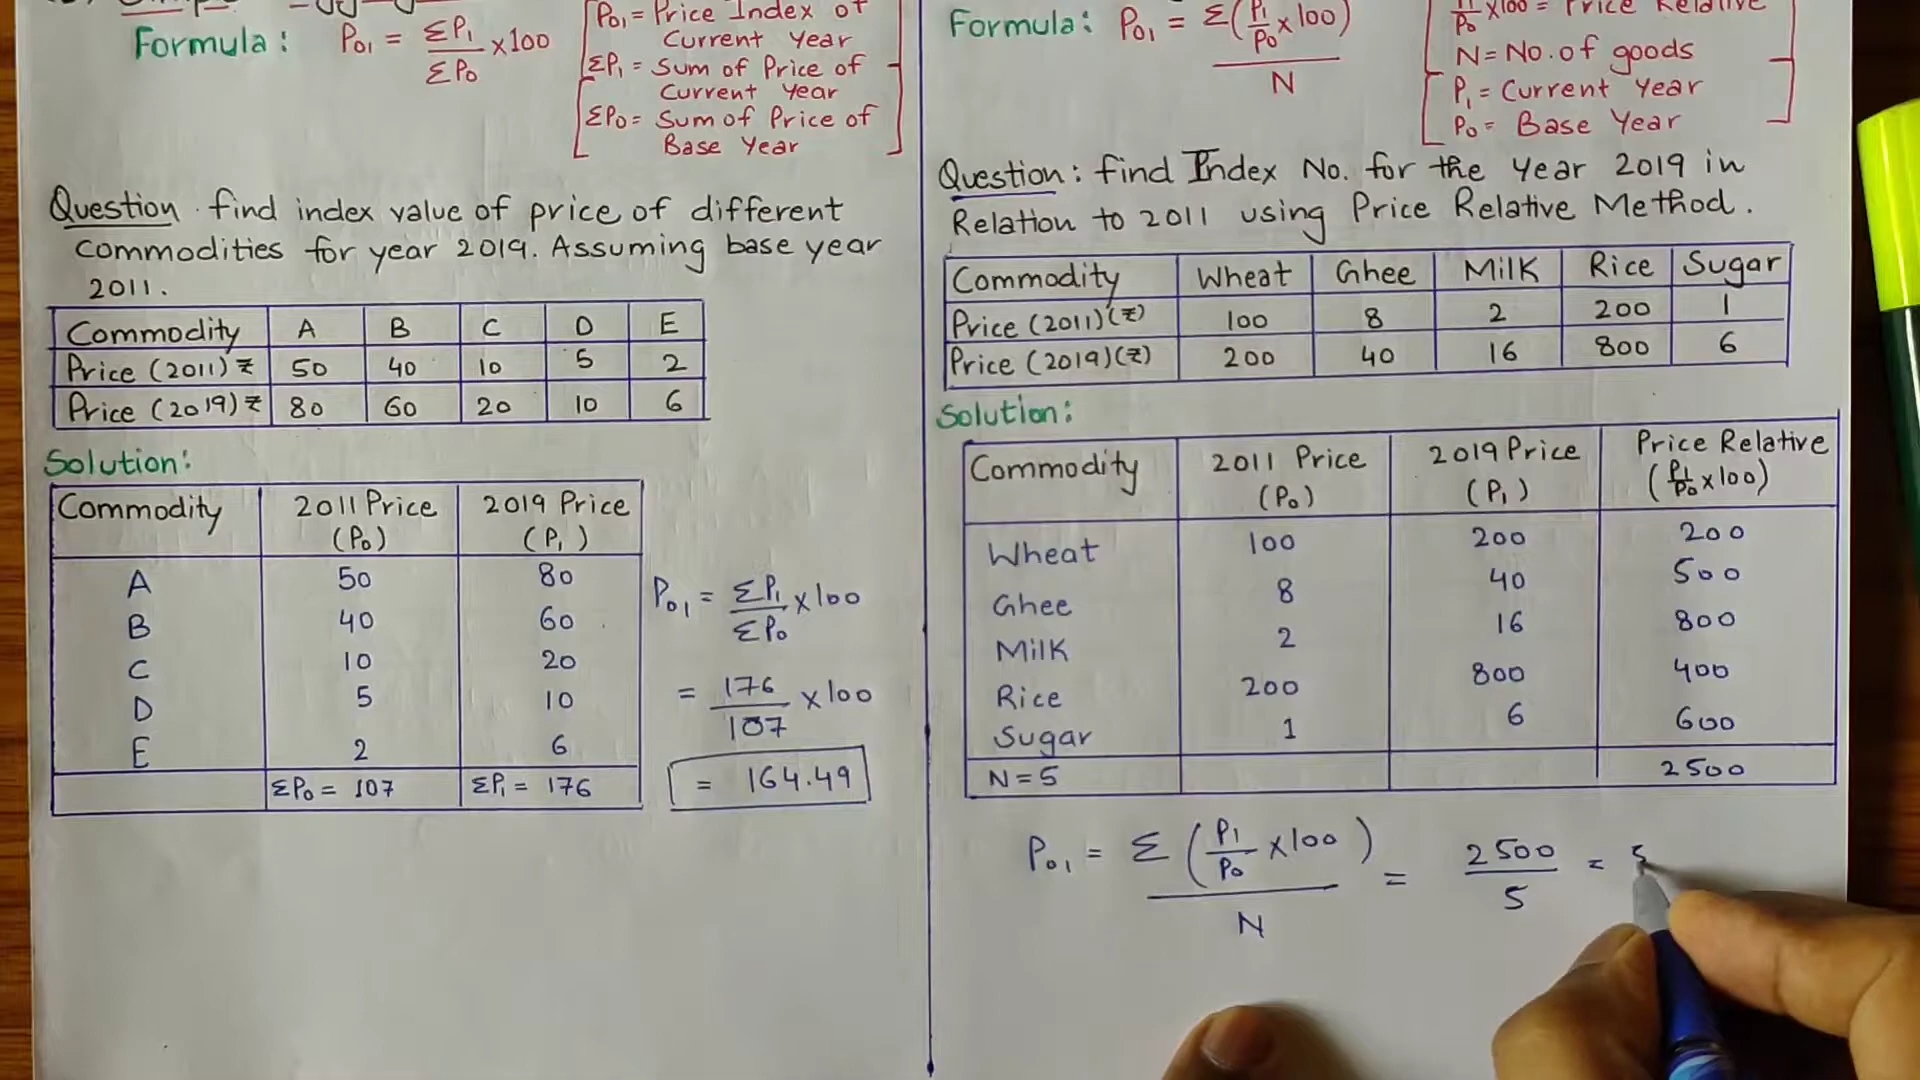 Formula: P₀₁ = ΣP₁/ΣP₀ ×100
P₀₁ = Price Index of
Current Year
ΣP₁ = Sum of Price of
Current Year
ΣP₀ = Sum of Price of
Base Year
Question find index value of price of different
commodities for year 2019. Assuming base year
2011.
Commodity A B C D E
Price (2011) ₹ 50 40 10 5 2
Price (2019) ₹ 80 60 20 10 6
Solution:
Commodity 2011 Price (P₀) 2019 Price (P₁)
A 50 80
B 40 60
C 10 20
D 5 10
E 2 6
ΣP₀ = 107 ΣP₁ = 176
P₀₁ = ΣP₁/ΣP₀ ×100
= 176/107 ×100
= 164.49
Formula: P₀₁ = Σ(P₁/P₀ ×100)/N
P₁/P₀ ×100 = Price Relative
N = No. of goods
P₁ = Current Year
P₀ = Base Year
Question: find Index No. for the Year 2019 in
Relation to 2011 using Price Relative Method.
Commodity Wheat Ghee Milk Rice Sugar
Price (2011)(₹) 100 8 2 200 1
Price (2019)(₹) 200 40 16 800 6
Solution:
Commodity 2011 Price (P₀) 2019 Price (P₁) Price Relative (P₁/P₀ ×100)
Wheat 100 200 200
Ghee 8 40 500
Milk 2 16 800
Rice 200 800 400
Sugar 1 6 600
N=5 2500
P₀₁ = Σ(P₁/P₀ ×100)/N = 2500/5 = 5